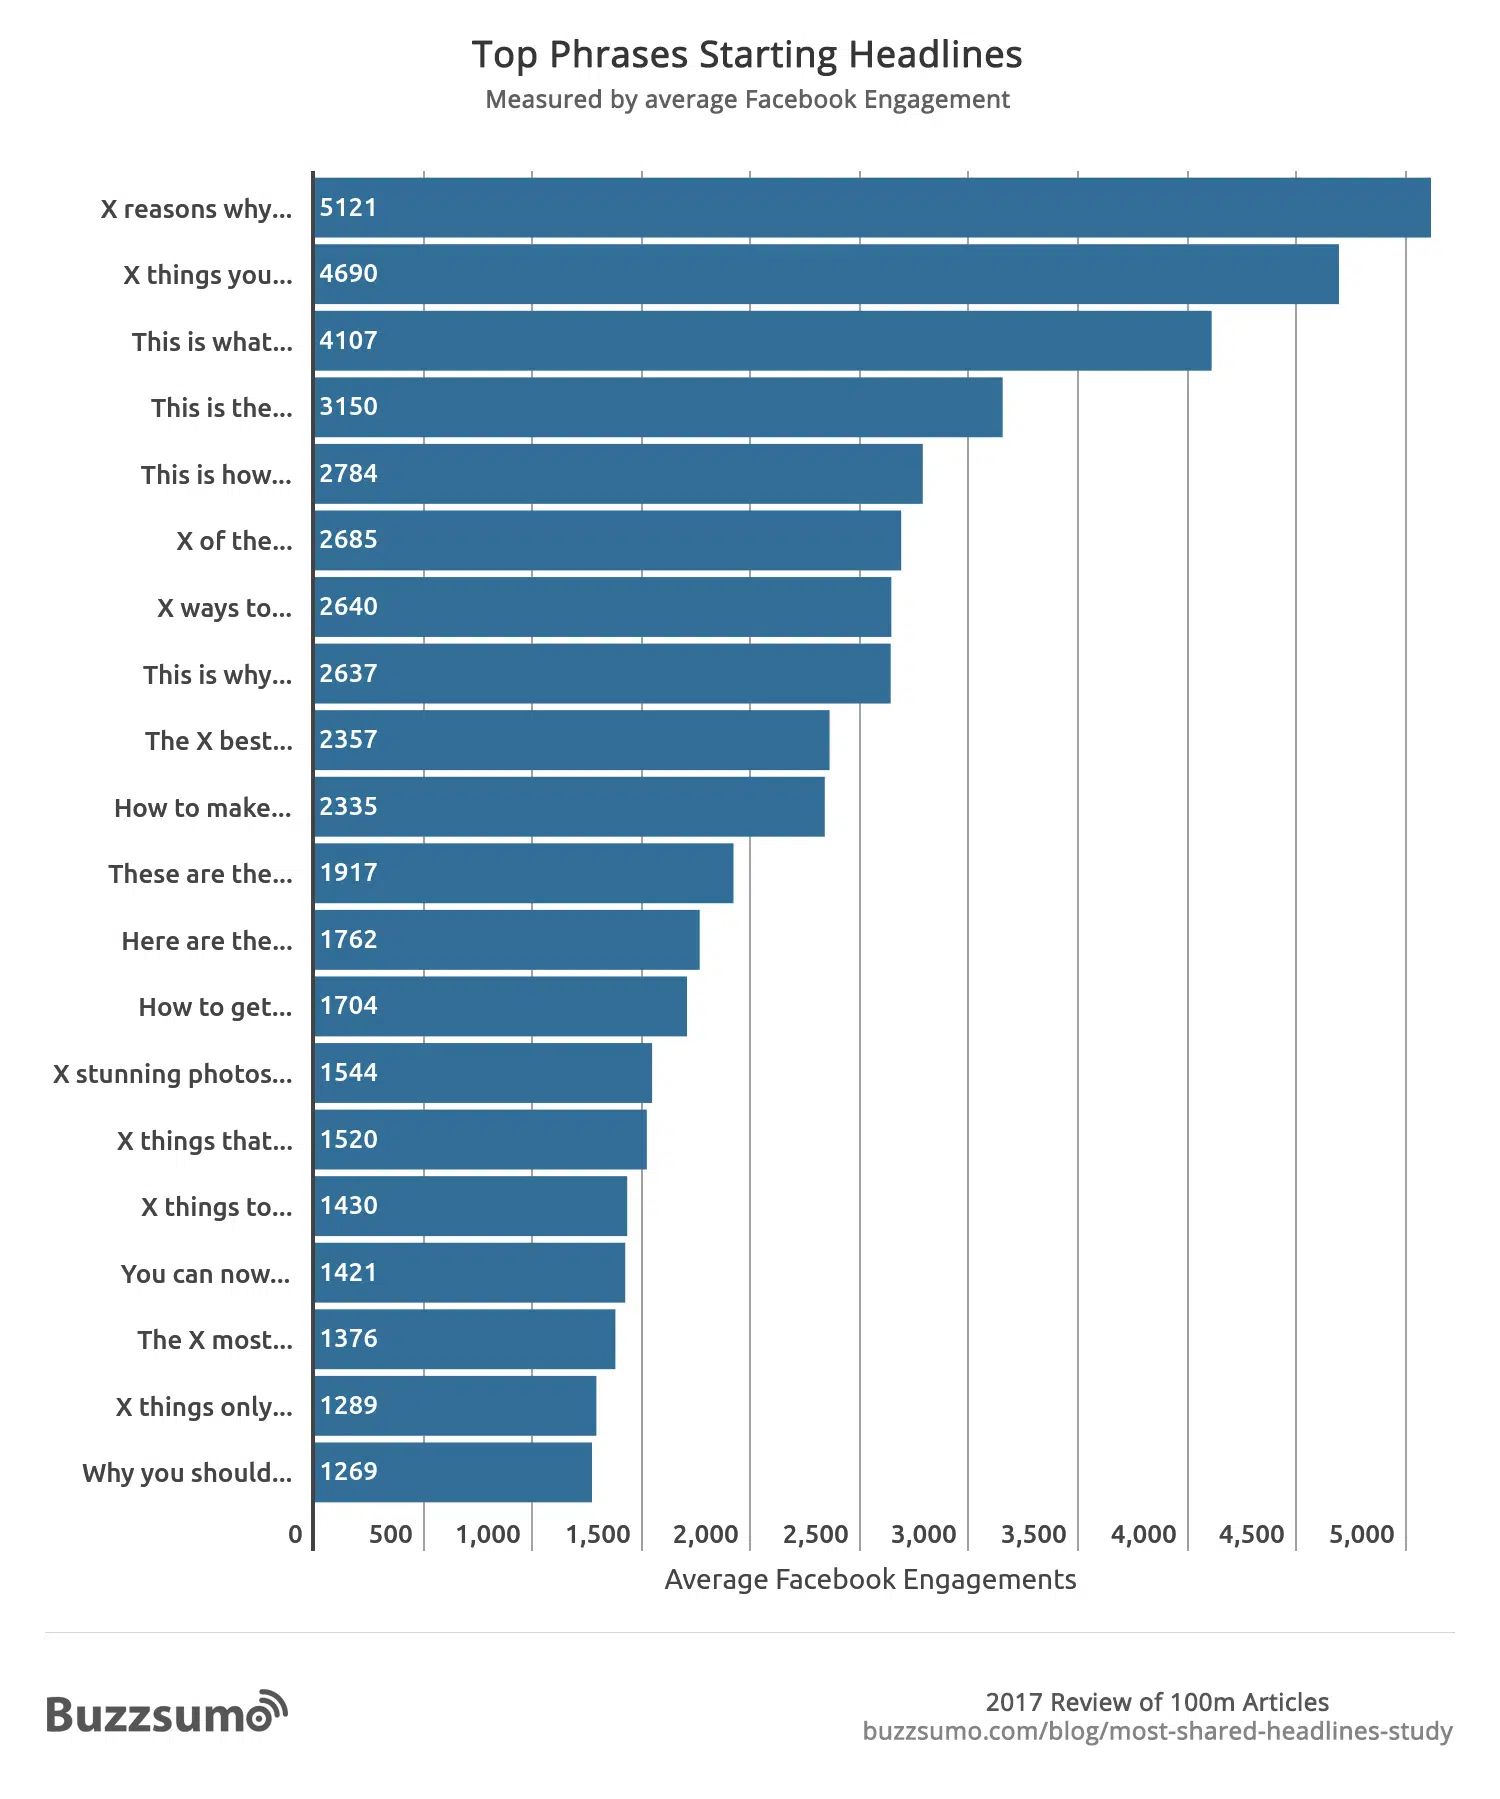 Top Phrases Starting Headlines
Measured by average Facebook Engagement
X reasons why... 5121
X things you... 4690
This is what... 4107
This is the... 3150
This is how... 2784
X of the... 2685
X ways to... 2640
This is why... 2637
The X best... 2357
How to make... 2335
These are the... 1917
Here are the... 1762
How to get... 1704
X stunning photos... 1544
X things that... 1520
X things to... 1430
You can now... 1421
The X most... 1376
X things only... 1289
Why you should... 1269
0 500 1,000 1,500 2,000 2,500 3,000 3,500 4,000 4,500 5,000
Average Facebook Engagements
Buzzsumo
2017 Review of 100m Articles
buzzsumo.com/blog/most-shared-headlines-study